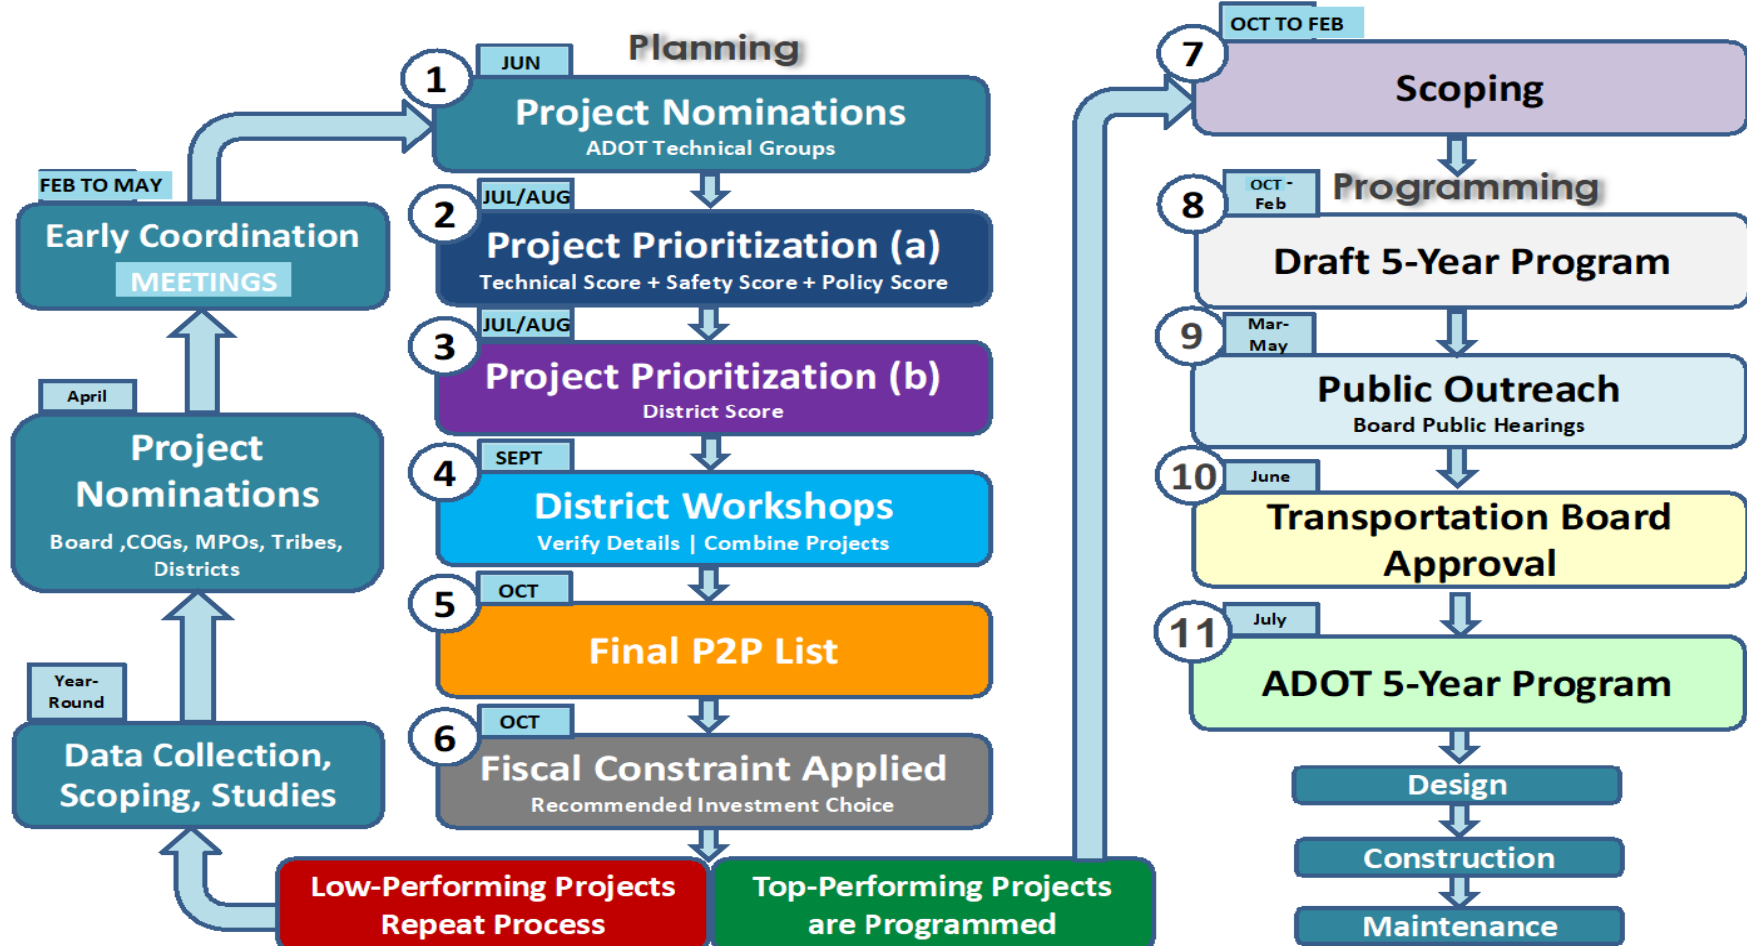 Planning
FEB TO MAY
Early Coordination
MEETINGS
April
Project
Nominations
Board ,COGs, MPOs, Tribes,
Districts
Year-
Round
Data Collection,
Scoping, Studies
1
JUN
Project Nominations
ADOT Technical Groups
2
JUL/AUG
Project Prioritization (a)
Technical Score + Safety Score + Policy Score
3
JUL/AUG
Project Prioritization (b)
District Score
4
SEPT
District Workshops
Verify Details | Combine Projects
5
OCT
Final P2P List
6
OCT
Fiscal Constraint Applied
Recommended Investment Choice
Low-Performing Projects
Repeat Process
Top-Performing Projects
are Programmed
7
OCT TO FEB
Scoping
Programming
8
OCT -
Feb
Draft 5-Year Program
9
Mar-
May
Public Outreach
Board Public Hearings
10
June
Transportation Board
Approval
11
July
ADOT 5-Year Program
Design
Construction
Maintenance